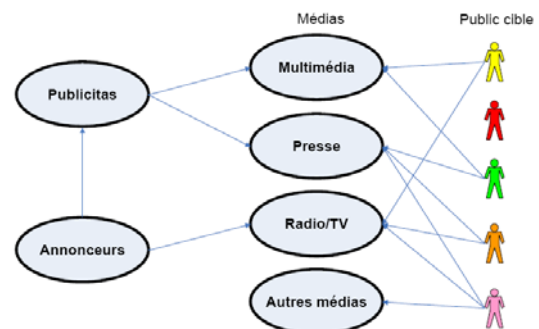 Médias
Public cible
Multimédia
Publicitas
Presse
Radio/TV
Annonceurs
Autres médias